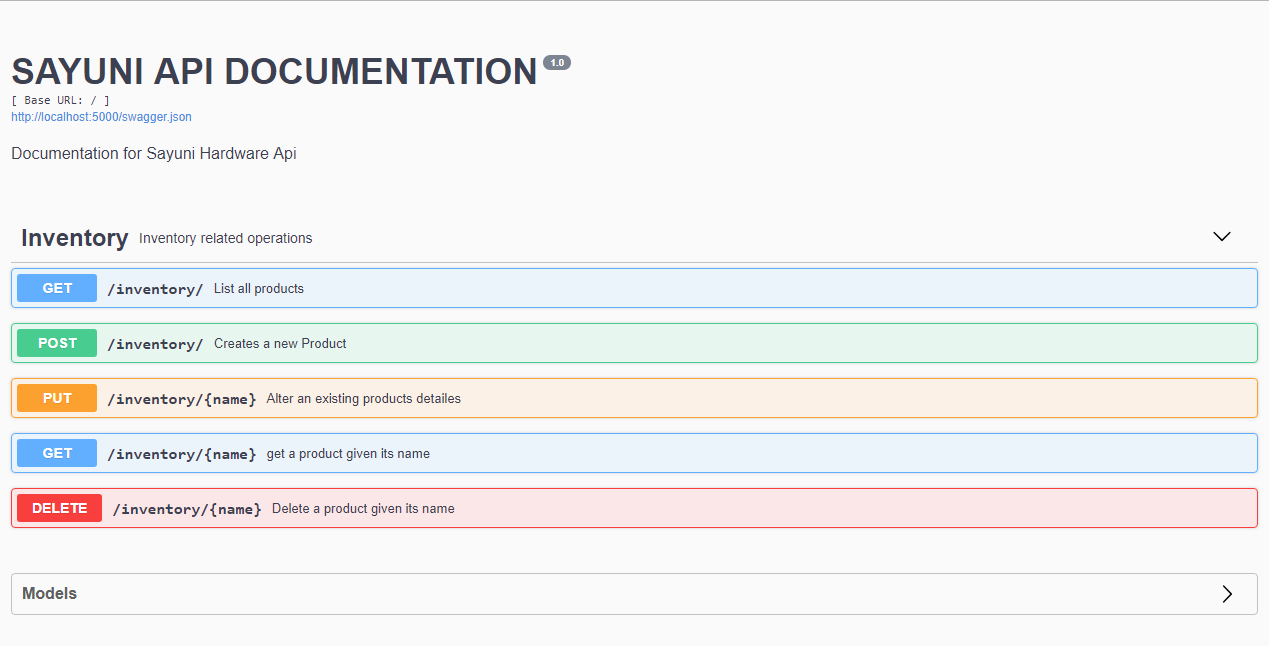 SAYUNI API DOCUMENTATION 1.0
[ Base URL: / ]
http://localhost:5000/swagger.json
Documentation for Sayuni Hardware Api
Inventory Inventory related operations
GET /inventory/ List all products
POST /inventory/ Creates a new Product
PUT /inventory/{name} Alter an existing products detailes
GET /inventory/{name} get a product given its name
DELETE /inventory/{name} Delete a product given its name
Models